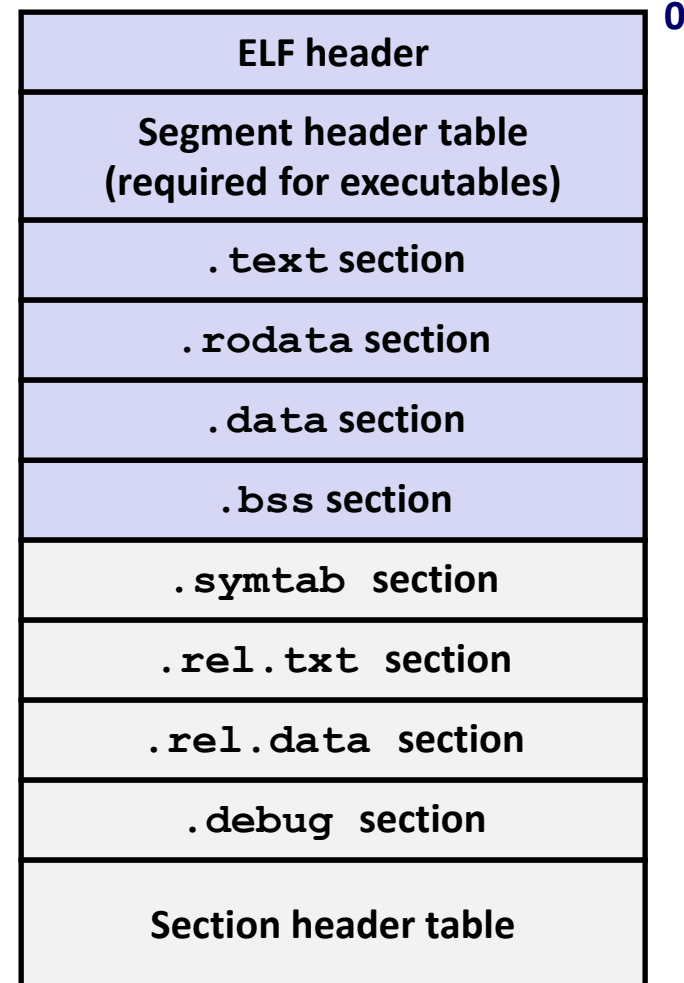 0
ELF header
Segment header table
(required for executables)
.text section
.rodata section
.data section
.bss section
.symtab section
.rel.txt section
.rel.data section
.debug section
Section header table